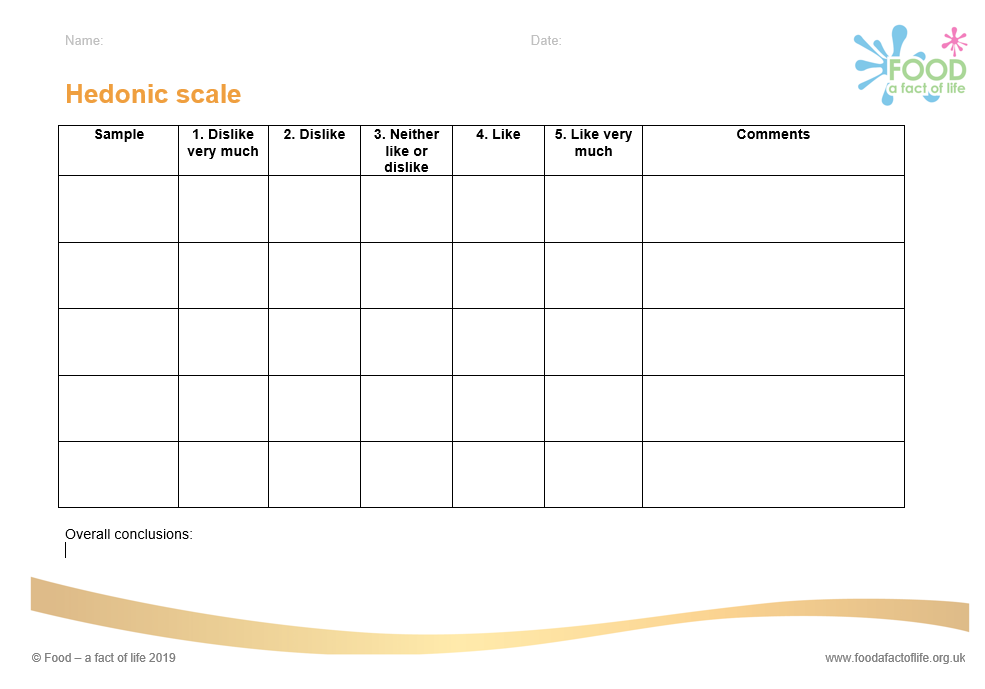 Name:
Date:
FOOD
a fact of life
Hedonic scale
Sample
1. Dislike
very much
2. Dislike
3. Neither
like or
dislike
4. Like
5. Like very
much
Comments
Overall conclusions:
© Food – a fact of life 2019
www.foodafactoflife.org.uk